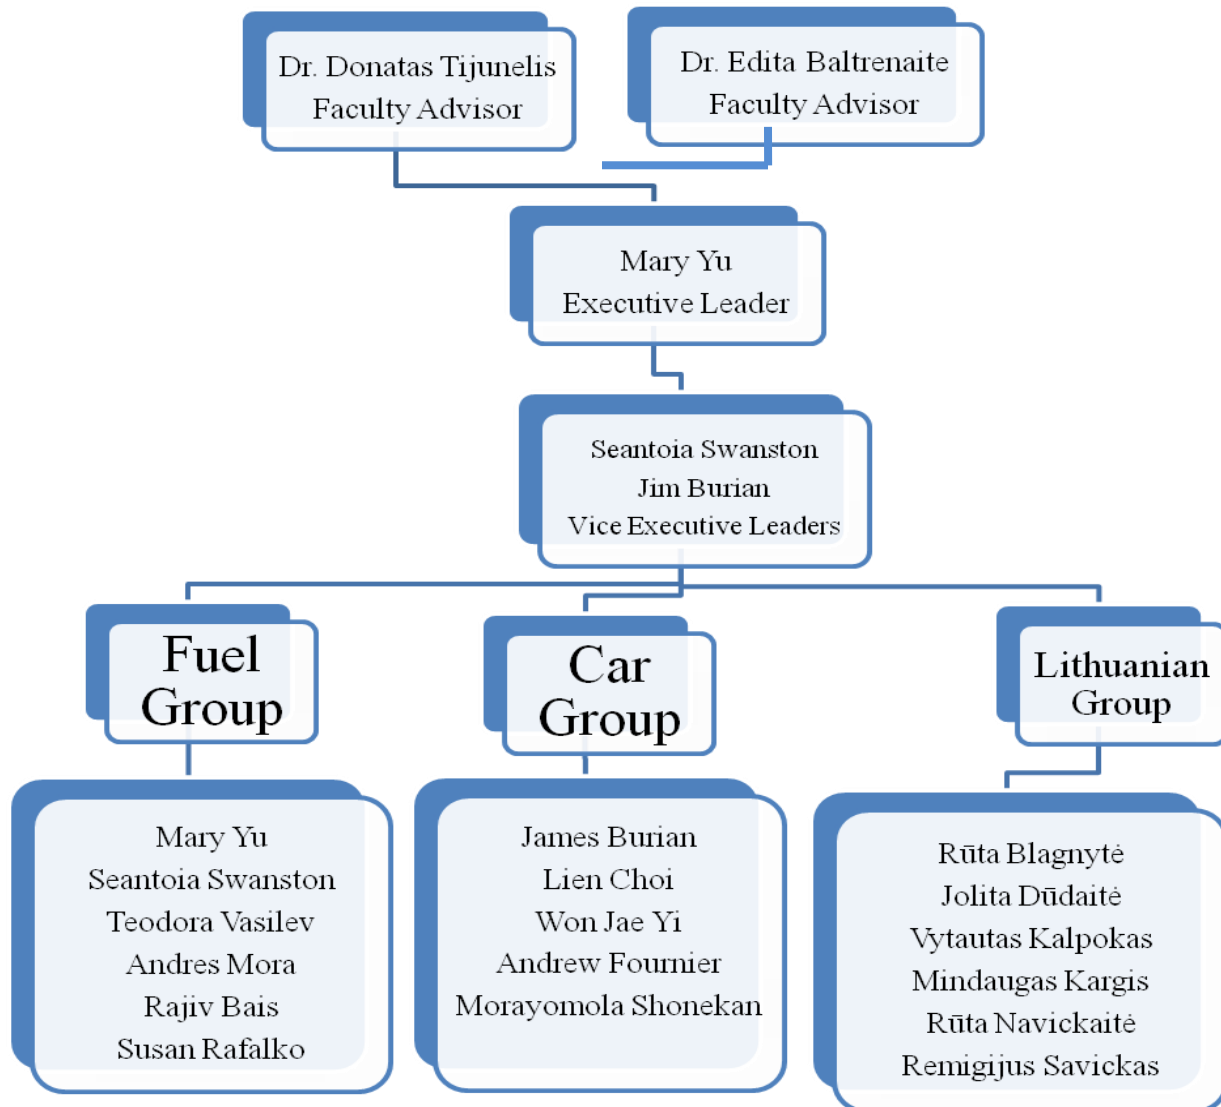 Dr. Donatas Tijunelis
Faculty Advisor
Dr. Edita Baltrenaite
Faculty Advisor
Mary Yu
Executive Leader
Seantoia Swanston
Jim Burian
Vice Executive Leaders
Fuel
Group
Car
Group
Lithuanian
Group
Mary Yu
Seantoia Swanston
Teodora Vasilev
Andres Mora
Rajiv Bais
Susan Rafalko
James Burian
Lien Choi
Won Jae Yi
Andrew Fournier
Morayomola Shonekan
Rūta Blagnytė
Jolita Dūdaitė
Vytautas Kalpokas
Mindaugas Kargis
Rūta Navickaitė
Remigijus Savickas